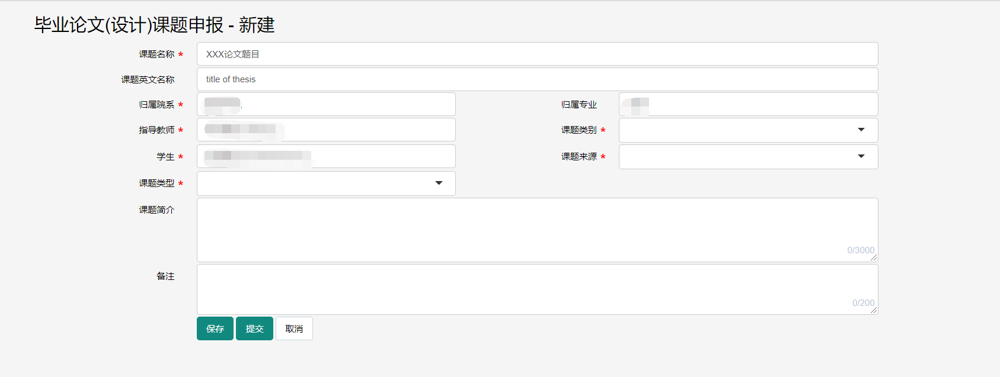 毕业论文(设计)课题申报 - 新建
课题名称 * XXX论文题目
课题英文名称 title of thesis
归属院系 * ; 归属专业
指导教师 * 课题类别 *
学生 * 课题来源 *
课题类型 *
课题简介
0/3000
备注
0/200
保存 提交 取消